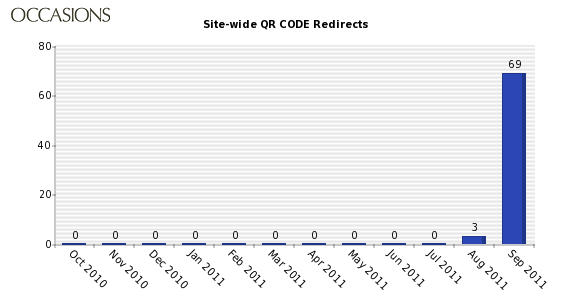 OCCASIONS
Site-wide QR CODE Redirects
80
60
40
20
0
0 0 0 0 0 0 0 0 0 0 3 69
Oct 2010 Nov 2010 Dec 2010 Jan 2011 Feb 2011 Mar 2011 Apr 2011 May 2011 Jun 2011 Jul 2011 Aug 2011 Sep 2011